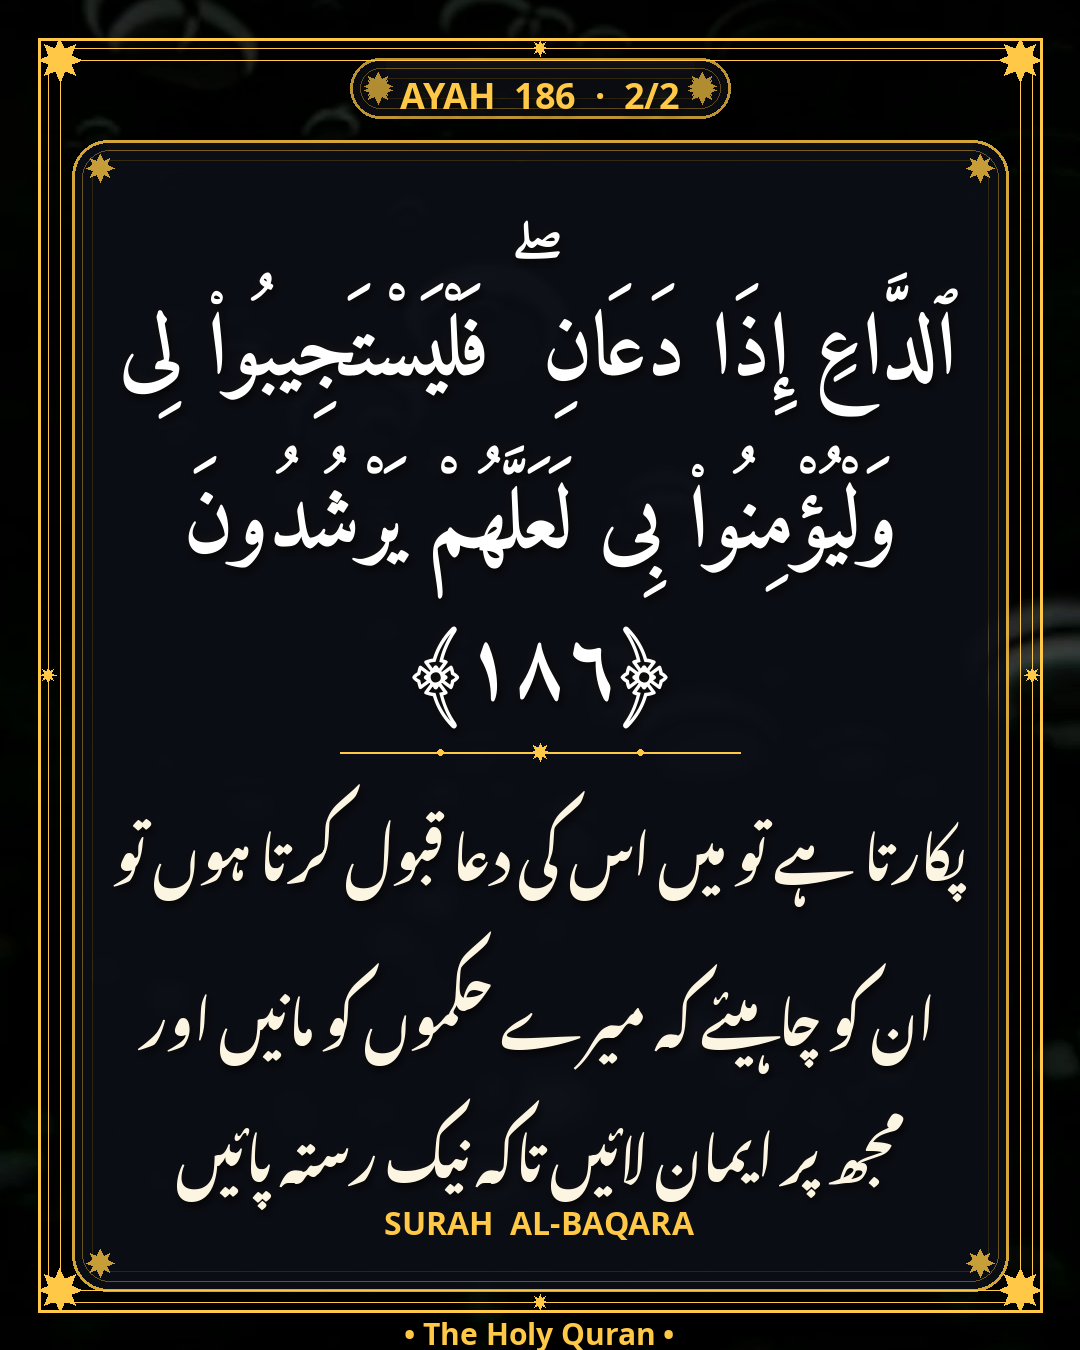 AYAH 186 · 2/2
ٱلدَّاعِ إِذَا دَعَانِ ۖ فَلْيَسْتَجِيبُوا۟ لِى
وَلْيُؤْمِنُوا۟ بِى لَعَلَّهُمْ يَرْشُدُونَ
﴿١٨٦﴾
پکارتا ہے تو میں اس کی دعا قبول کرتا ہوں تو
ان کو چاہیئے کہ میرے حکموں کو مانیں اور
مجھ پر ایمان لائیں تاکہ نیک رستہ پائیں
SURAH AL-BAQARA
• The Holy Quran •